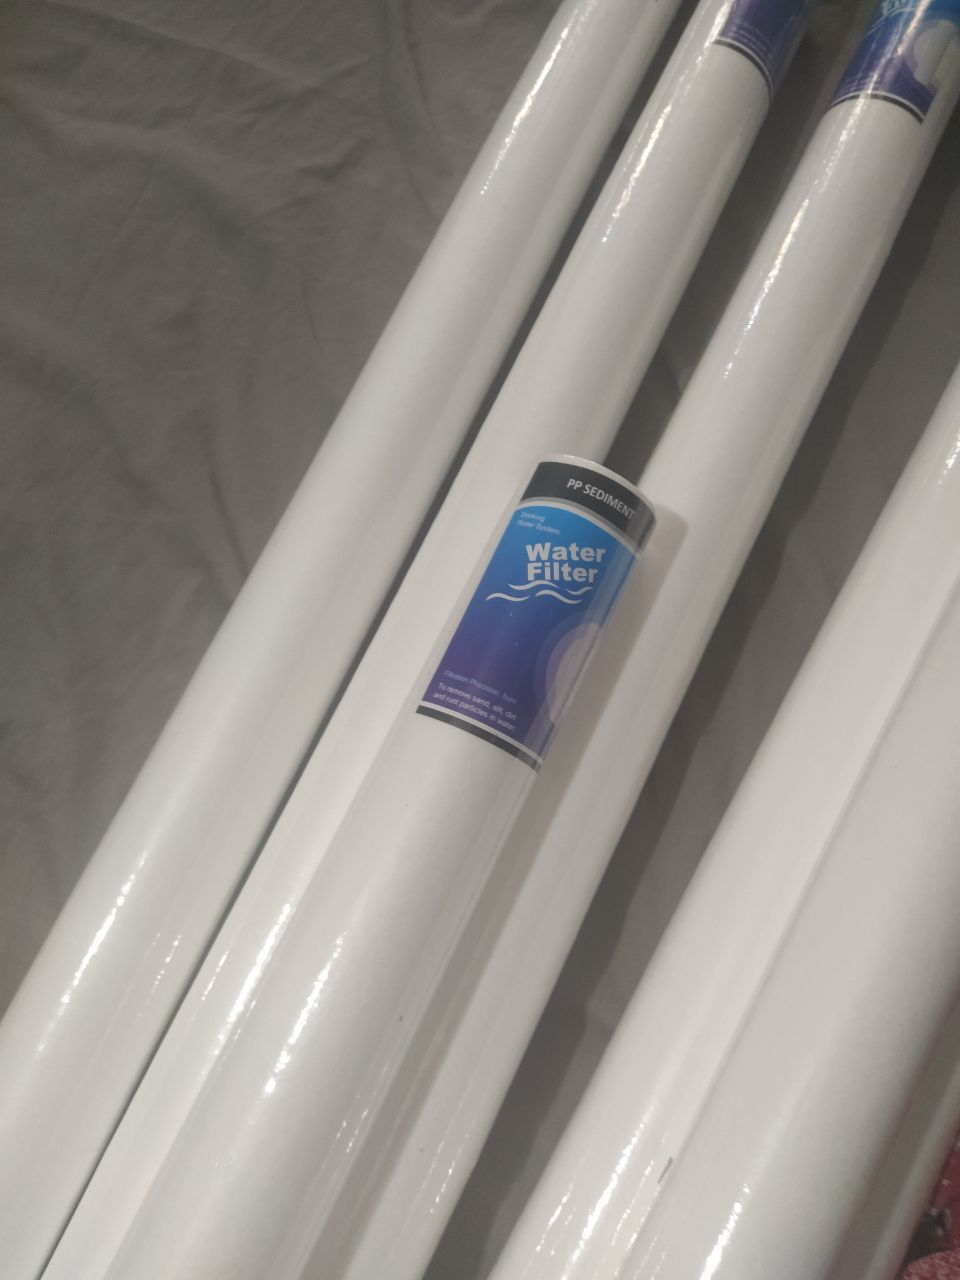 PP SEDIMENT
Drinking
Water System
Water
Filter
Filtration Precision, 5μm
To remove sand, silt, dirt
and rust particles in water